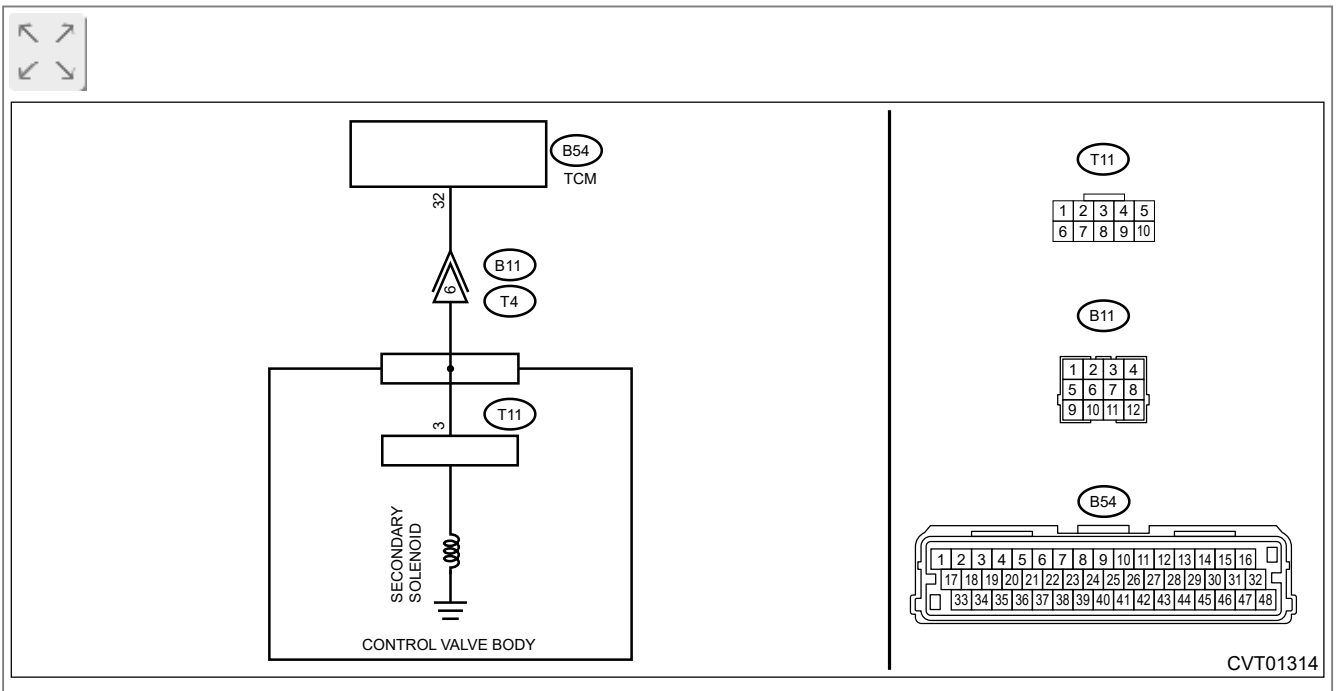 B54
TCM
32
B11
6
T4
T11
3
SECONDARY
SOLENOID
CONTROL VALVE BODY
T11
1 2 3 4 5
6 7 8 9 10
B11
1 2 3 4
5 6 7 8
9 10 11 12
B54
1 2 3 4 5 6 7 8 9 10 11 12 13 14 15 16
17 18 19 20 21 22 23 24 25 26 27 28 29 30 31 32
33 34 35 36 37 38 39 40 41 42 43 44 45 46 47 48
CVT01314